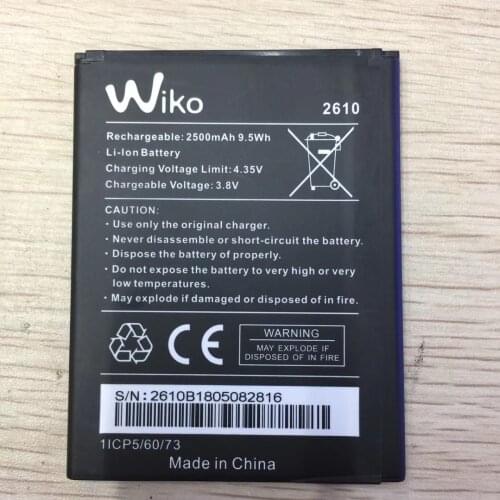 Wiko
2610
Rechargeable: 2500mAh 9.5Wh
Li-Ion Battery
Charging Voltage Limit: 4.35V
Chargeable Voltage: 3.8V
CAUTION:
• Use only the original charger.
• Never disassemble or short-circuit the battery.
• Dispose the battery of properly.
• Do not expose the battery to very high or very
low temperatures.
• May explode if damaged or disposed of in fire.
CE
WARNING
MAY EXPLODE IF
DISPOSED OF IN FIRE
S/N: 2610B1805082816
1ICP5/60/73
Made in China